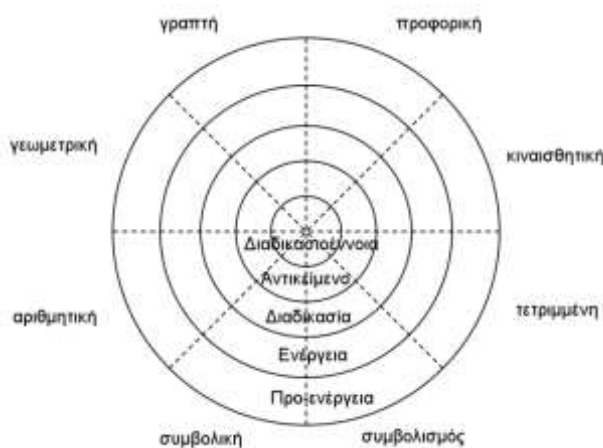 γραπτή
προφορική
γεωμετρική
κιναισθητική
Διαδικασιοέννοια
Αντικείμενο
αριθμητική
Διαδικασία
τετριμμένη
Ενέργεια
Προ-ενέργεια
συμβολική
συμβολισμός